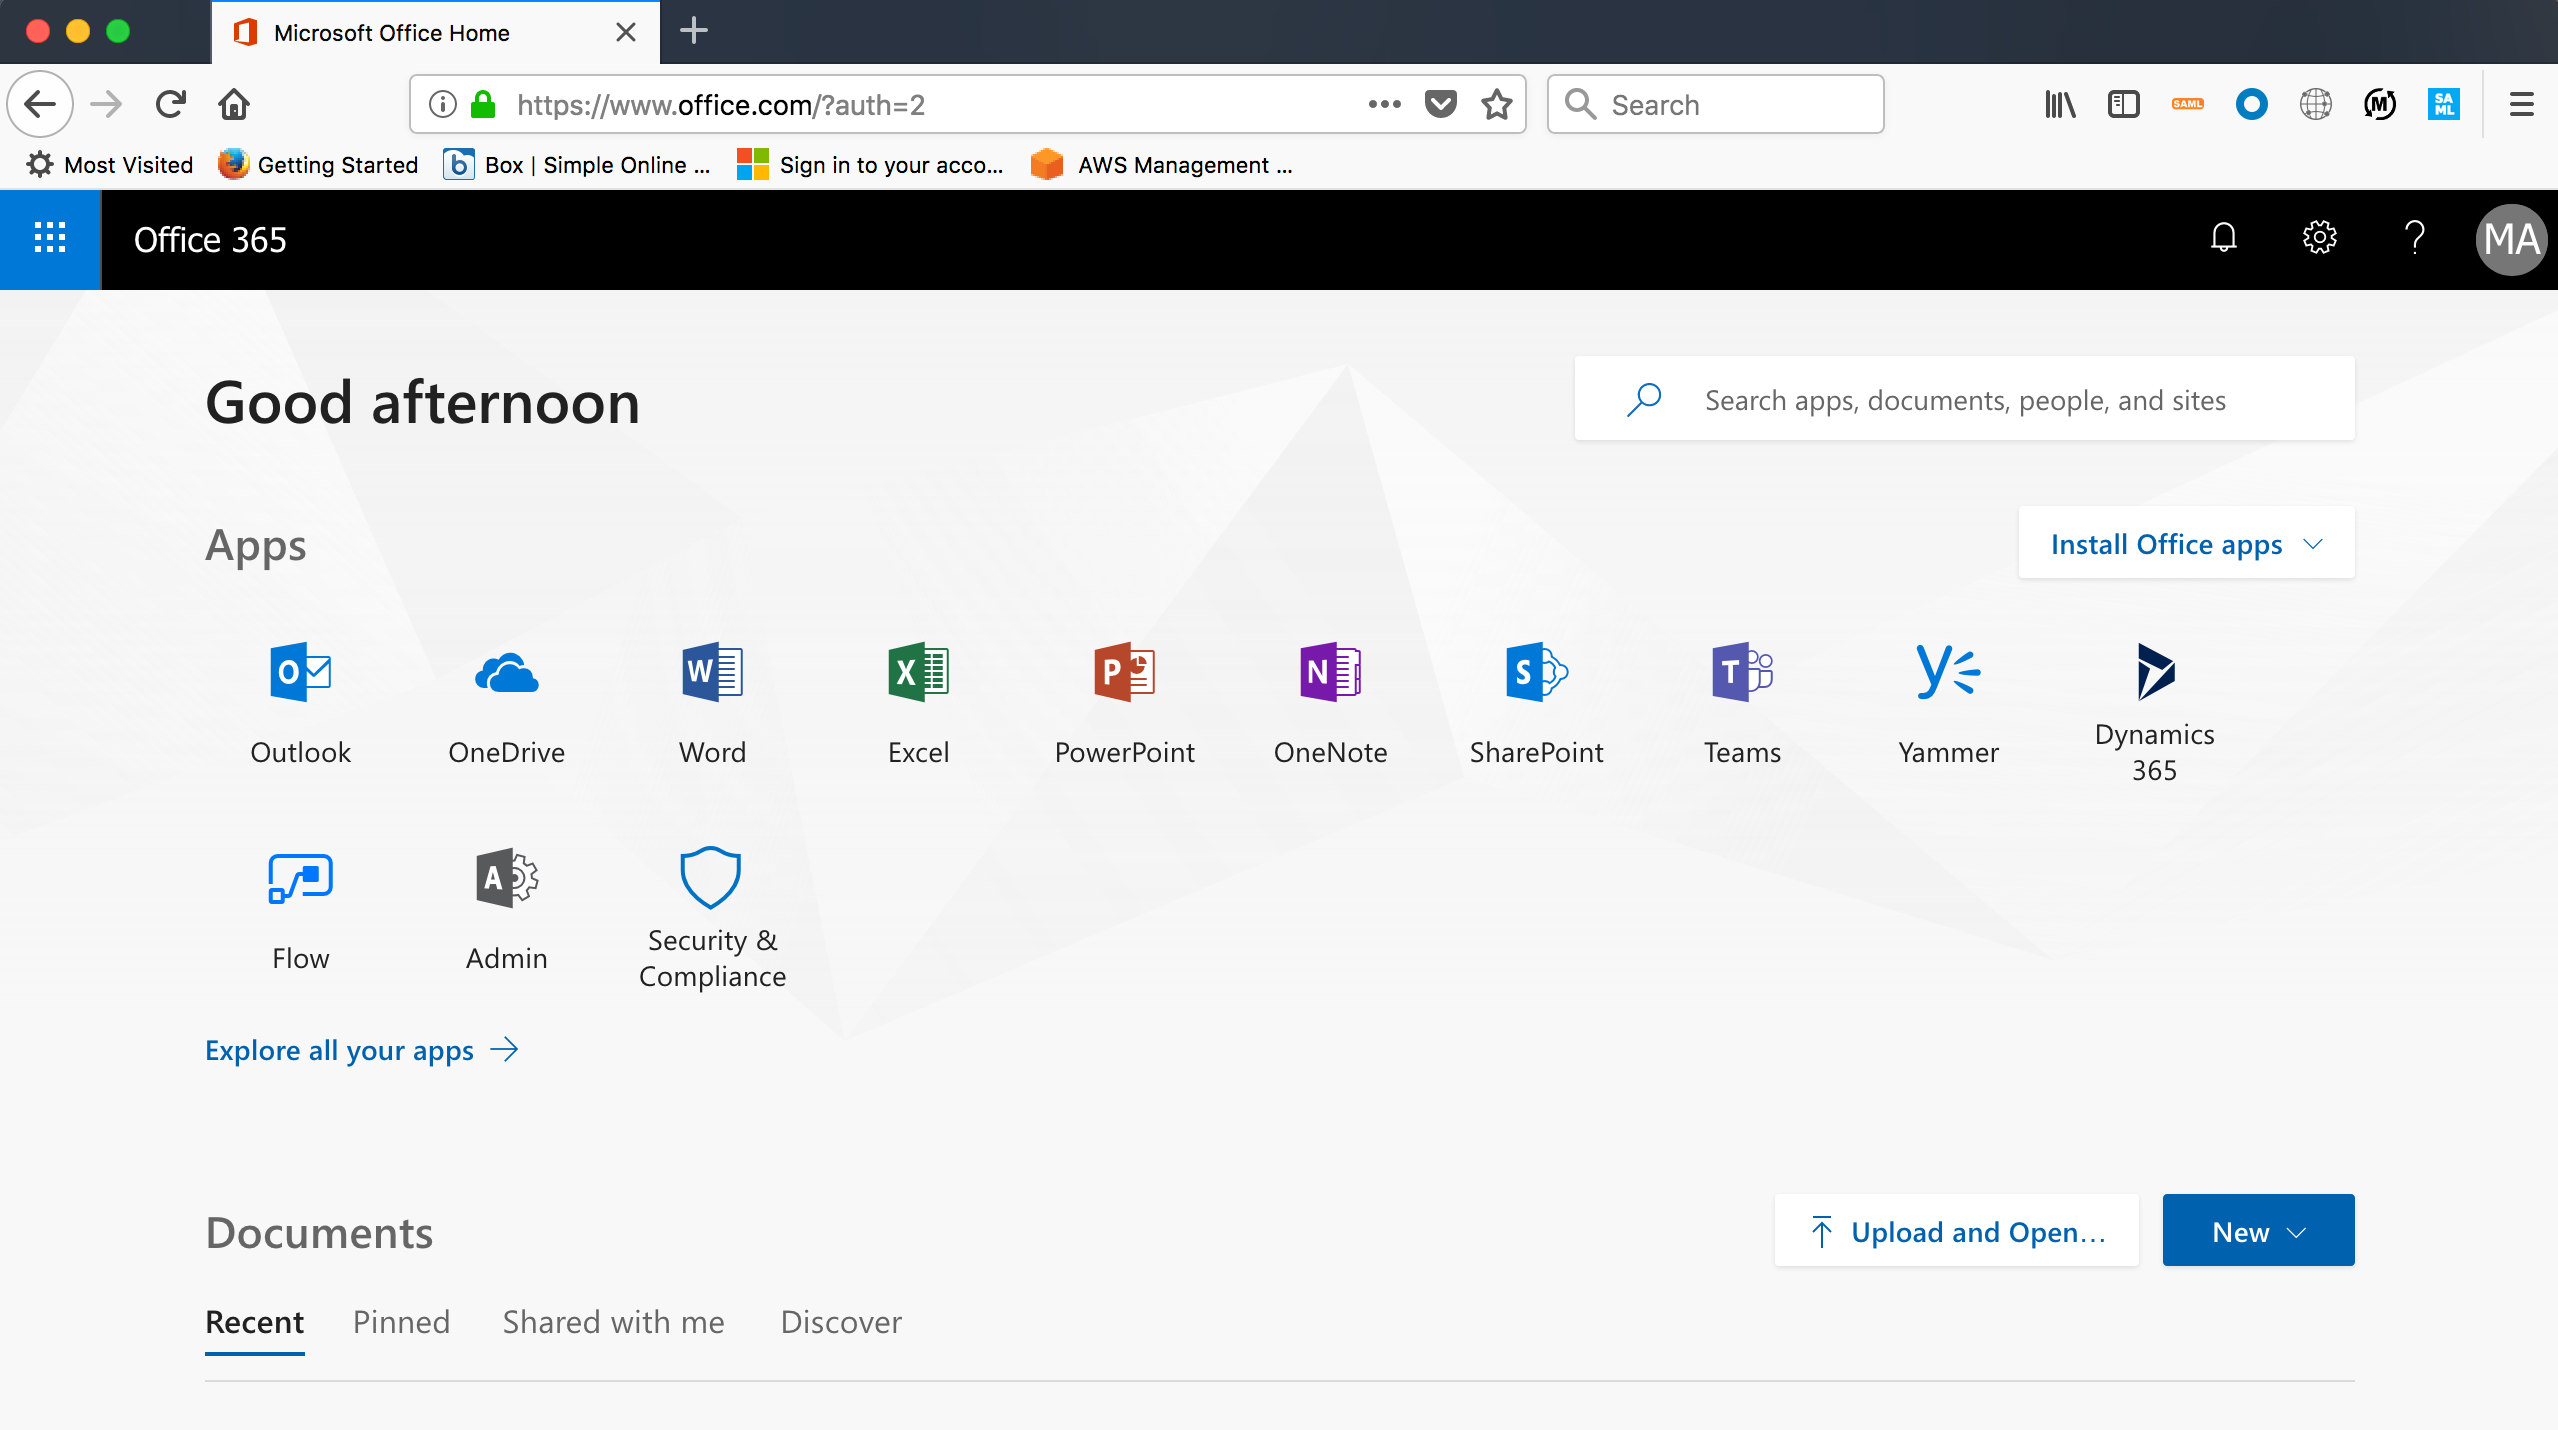 Microsoft Office Home
https://www.office.com/?auth=2
Search
SAML
M
SA
ML
Most Visited
Getting Started
b
Box | Simple Online ...
Sign in to your acco...
AWS Management ...
Office 365
?
MA
Good afternoon
Search apps, documents, people, and sites
Apps
Install Office apps
Outlook
OneDrive
Word
Excel
PowerPoint
OneNote
SharePoint
Teams
Yammer
Dynamics
365
Flow
Admin
Security &
Compliance
Explore all your apps
Documents
Upload and Open...
New
Recent
Pinned
Shared with me
Discover